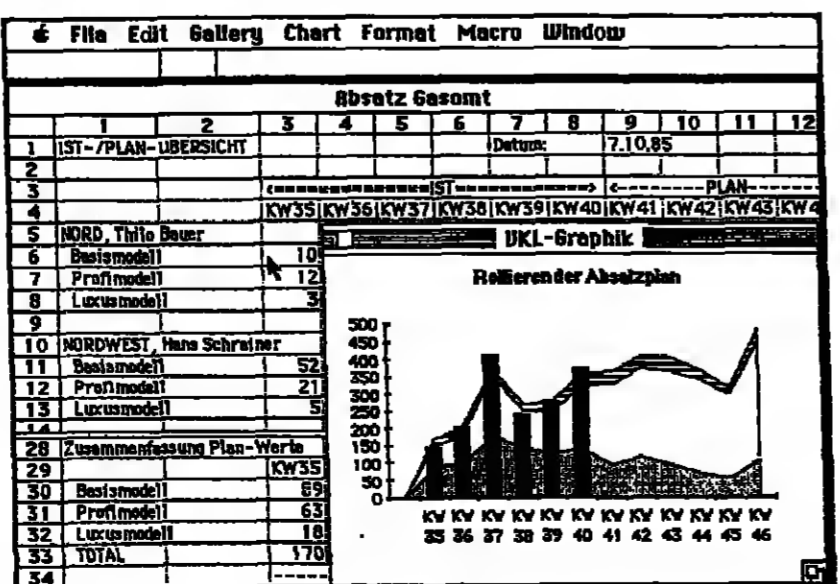 File Edit Gallery Chart Format Macro Window
Absatz Gesamt
1 2 3 4 5 6 7 8 9 10 11 12
1 IST-/PLAN-UBERSICHT Datum: 7.10.85
2
3 <----------------IST----------------> <----------PLAN-------
4 KW35 KW36 KW37 KW38 KW39 KW40 KW41 KW42 KW43 KW4
5 NORD, Thilo Bauer
6 Basismodell 10
7 Profimodell 12
8 Luxusmodell 3
9
10 NORDWEST, Hans Schreiner
11 Basismodell 52
12 Profimodell 21
13 Luxusmodell 5
14
28 Zusammenfassung Plan-Werte
29 KW35
30 Basismodell 89
31 Profimodell 63
32 Luxusmodell 18
33 TOTAL 170
34 -----
VKL-Graphik
Rollierender Absatzplan
500
450
400
350
300
250
200
150
100
50
0
KW KW KW KW KW KW KW KW KW KW KW KW
35 36 37 38 39 40 41 42 43 44 45 46